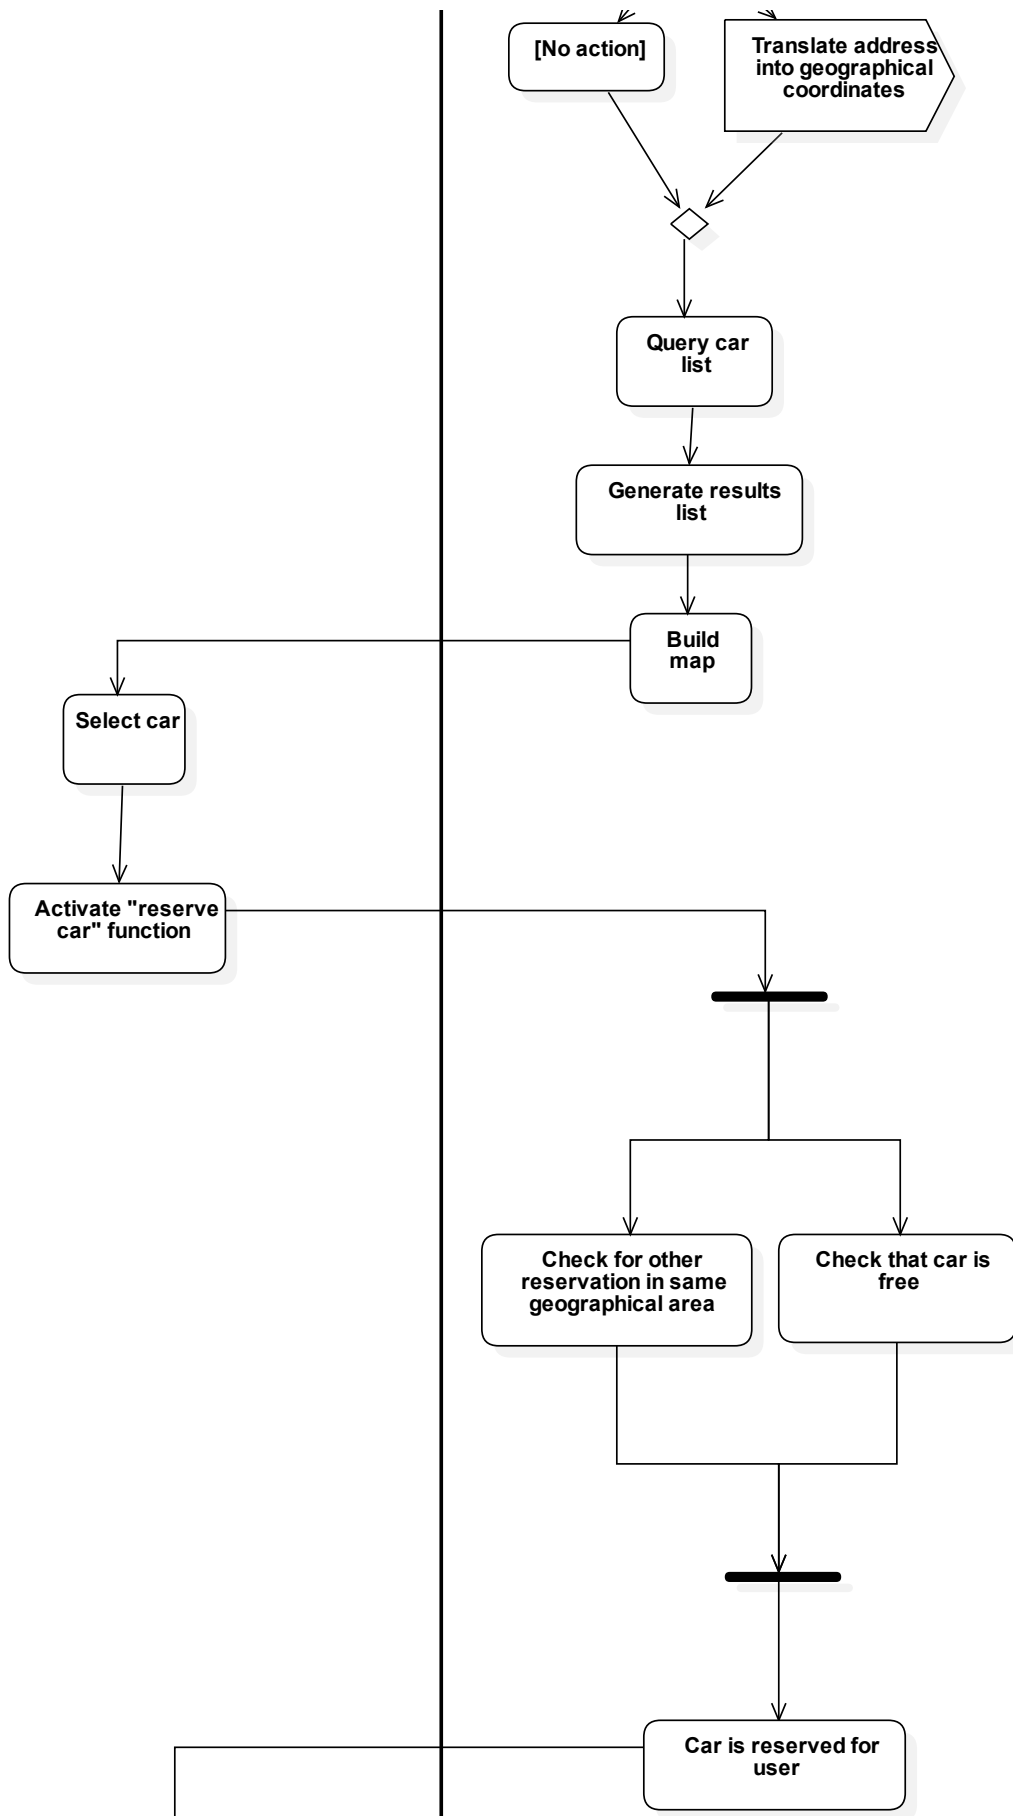 [No action]
Translate address
into geographical
coordinates
Query car
list
Generate results
list
Build
map
Select car
Activate "reserve
car" function
Check for other
reservation in same
geographical area
Check that car is
free
Car is reserved for
user